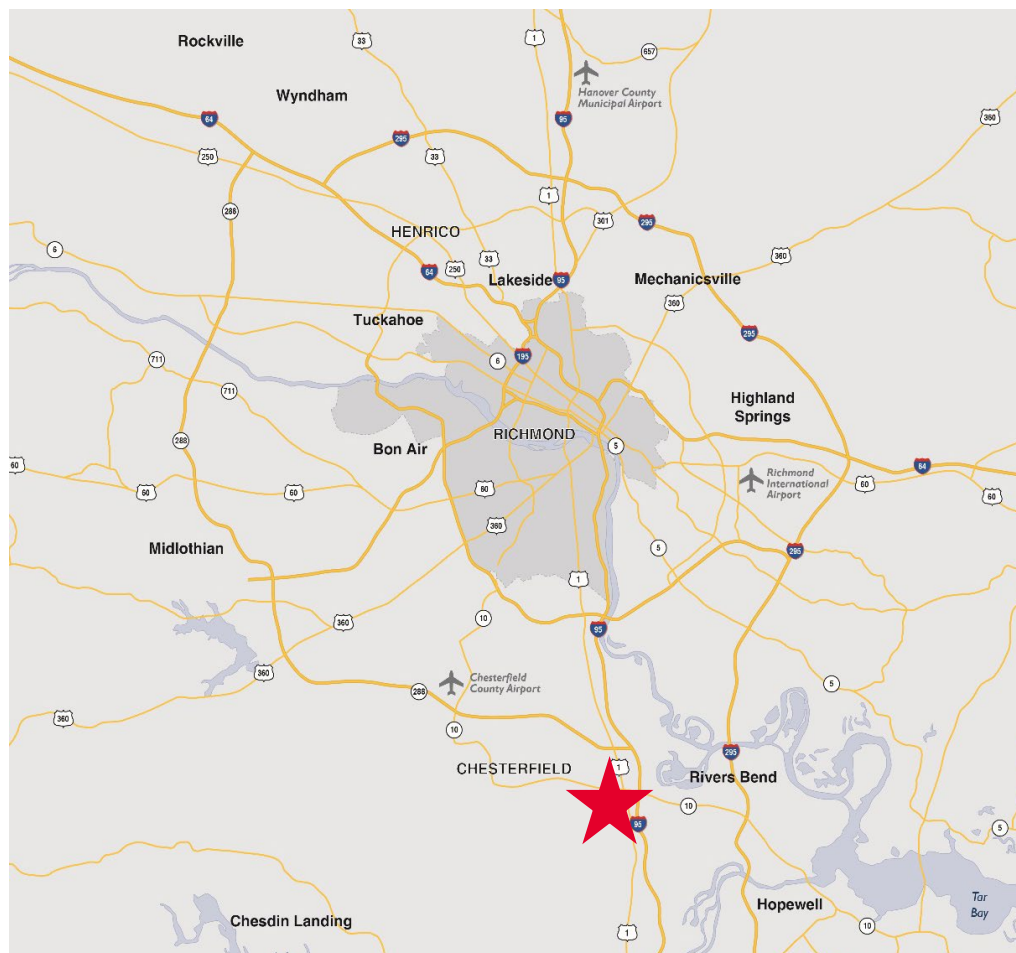 Rockville
33
1
657
Hanover County
Municipal Airport
Wyndham
64
295
95
360
250
33
1
288
301
295
HENRICO
6
64
250
33
Lakeside
95
Mechanicsville
360
360
Tuckahoe
295
6
195
711
711
Highland
Springs
288
Bon Air
RICHMOND
5
60
64
60
60
60
Richmond
International
Airport
60
60
360
Midlothian
5
295
1
10
360
95
360
Chesterfield
County Airport
288
5
360
10
295
CHESTERFIELD
1
Rivers Bend
10
95
5
Hopewell
Tar
Bay
Chesdin Landing
10
1